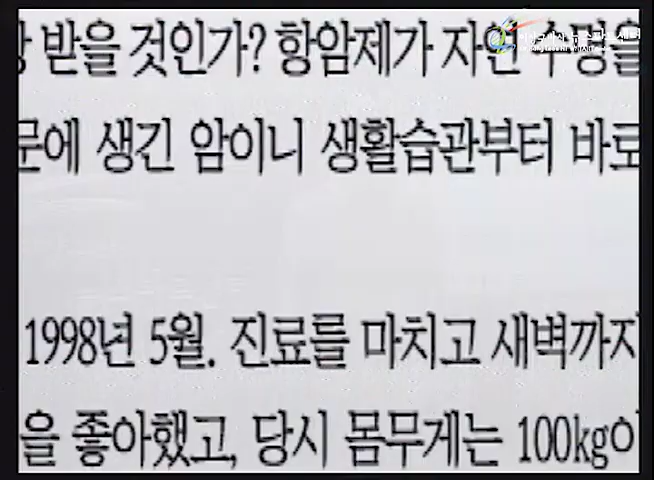 받을 것인가? 항암제가 자연 수명을
문에 생긴 암이니 생활습관부터 바로
1998년 5월. 진료를 마치고 새벽까지
을 좋아했고, 당시 몸무게는 100kg이